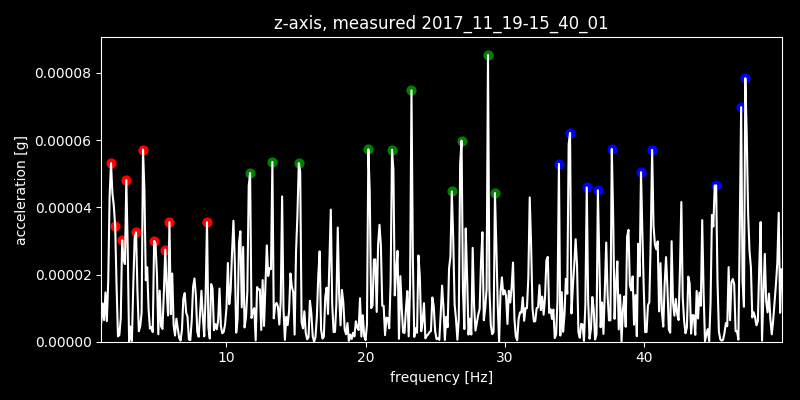 z-axis, measured 2017_11_19-15_40_01
0.00008
0.00006
0.00004
0.00002
0.00000
acceleration [g]
10 20 30 40
frequency [Hz]